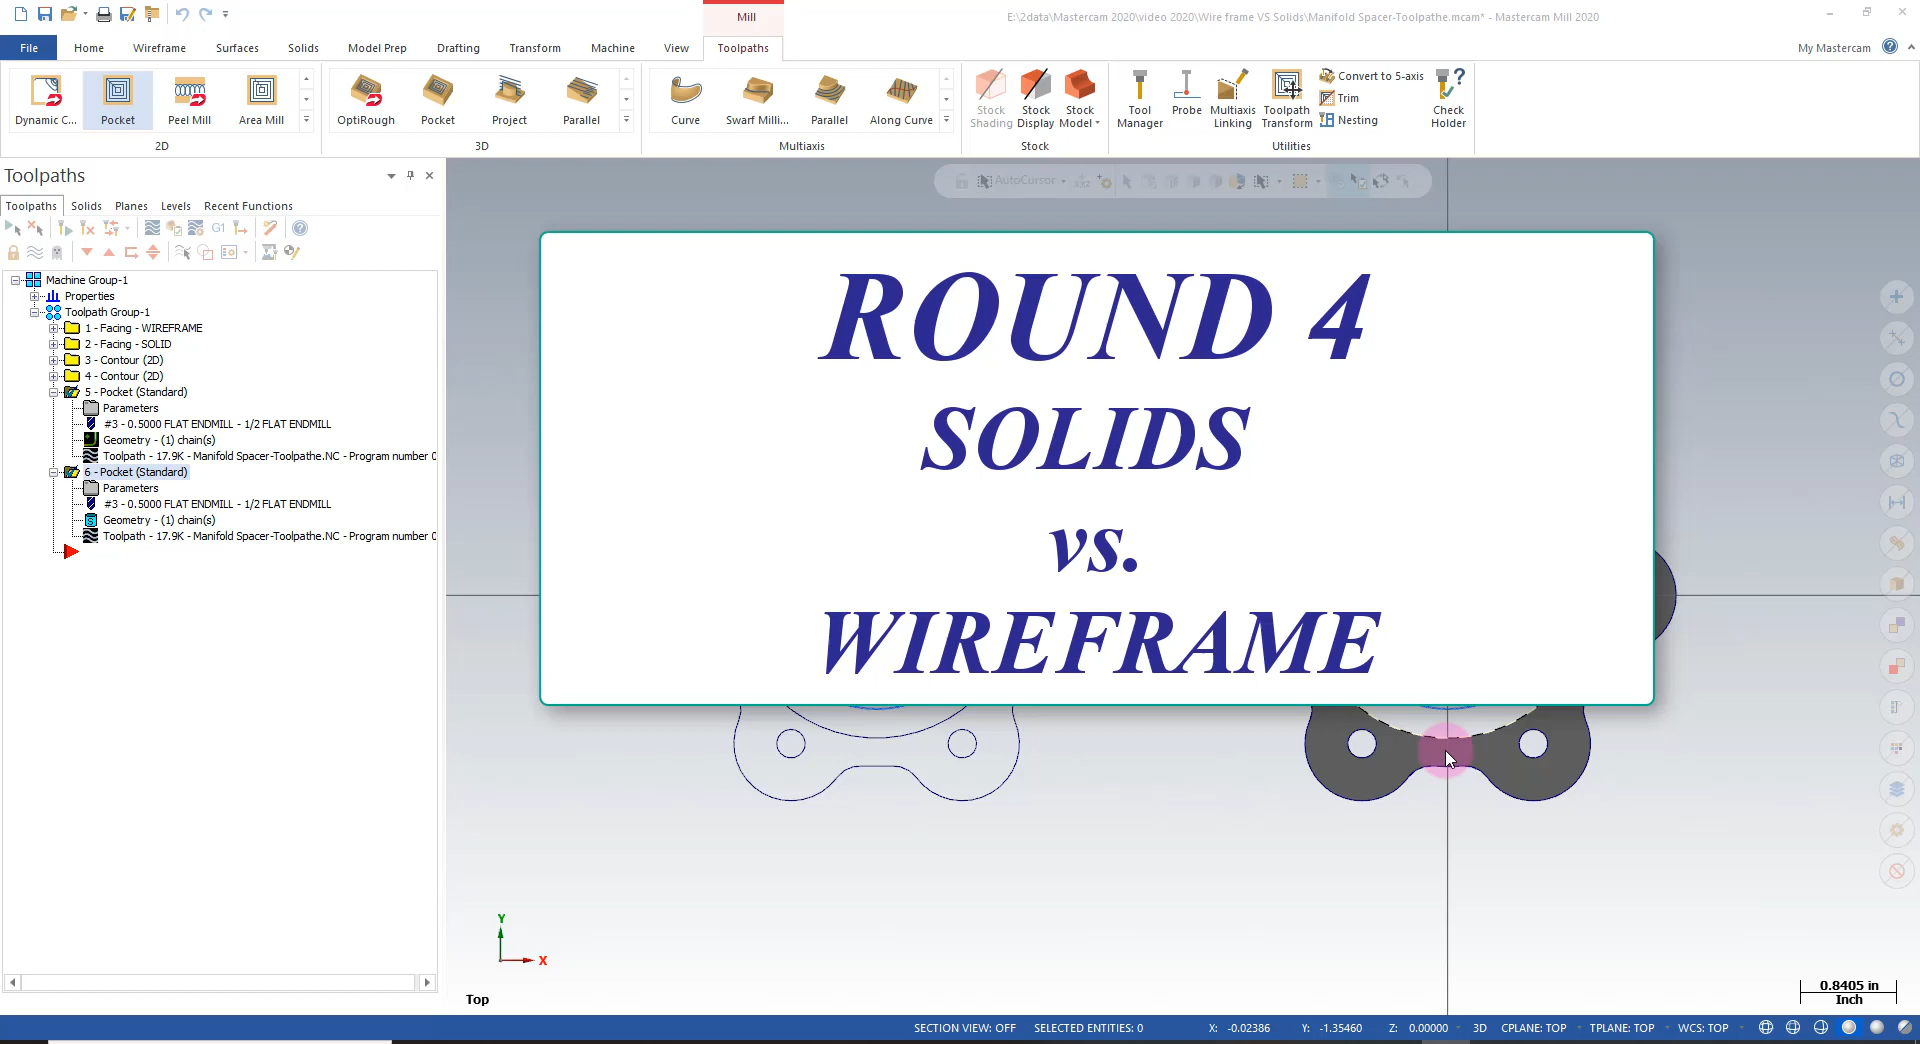 Mill
E:\2data\Mastercam 2020\video 2020\Wire frame VS Solids\Manifold Spacer-Toolpathe.mcam* - Mastercam Mill 2020
File Home Wireframe Surfaces Solids Model Prep Drafting Transform Machine View Toolpaths My Mastercam
Dynamic C... Pocket Peel Mill Area Mill
2D
OptiRough Pocket Project Parallel
3D
Curve Swarf Milli... Parallel Along Curve
Multiaxis
Stock Shading Stock Display Stock Model
Stock
Tool Manager Probe Multiaxis Linking Toolpath Transform Convert to 5-axis Trim Nesting Check Holder
Utilities
Toolpaths
Toolpaths Solids Planes Levels Recent Functions
G1
AutoCursor
Machine Group-1
Properties
Toolpath Group-1
1 - Facing - WIREFRAME
2 - Facing - SOLID
3 - Contour (2D)
4 - Contour (2D)
5 - Pocket (Standard)
Parameters
#3 - 0.5000 FLAT ENDMILL - 1/2 FLAT ENDMILL
Geometry - (1) chain(s)
Toolpath - 17.9K - Manifold Spacer-Toolpathe.NC - Program number 0
6 - Pocket (Standard)
Parameters
#3 - 0.5000 FLAT ENDMILL - 1/2 FLAT ENDMILL
Geometry - (1) chain(s)
Toolpath - 17.9K - Manifold Spacer-Toolpathe.NC - Program number 0
ROUND 4
SOLIDS
vs.
WIREFRAME
Y
X
Top
0.8405 in
Inch
SECTION VIEW: OFF SELECTED ENTITIES: 0 X: -0.02386 Y: -1.35460 Z: 0.00000 3D CPLANE: TOP TPLANE: TOP WCS: TOP